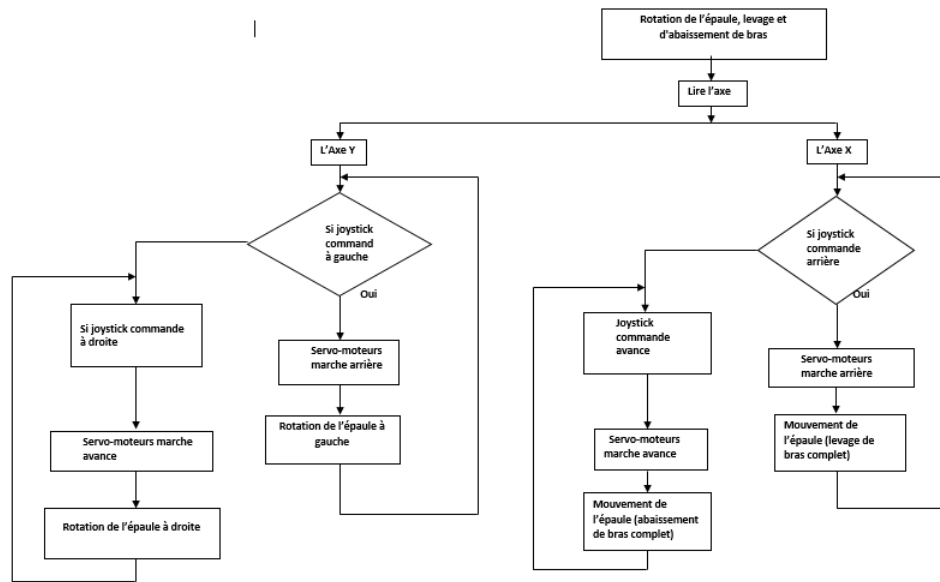 Rotation de l'épaule, levage et
d'abaissement de bras
Lire l'axe
L'Axe Y
L'Axe X
Si joystick
command
à gauche
Oui
Si joystick
commande
arrière
Oui
Si joystick commande
à droite
Servo-moteurs
marche arrière
Joystick
commande
avance
Servo-moteurs
marche arrière
Rotation de l'épaule à
gauche
Mouvement de
l'épaule (levage de
bras complet)
Servo-moteurs marche
avance
Servo-moteurs
marche avance
Rotation de l'épaule à droite
Mouvement de
l'épaule (abaissement
de bras complet)